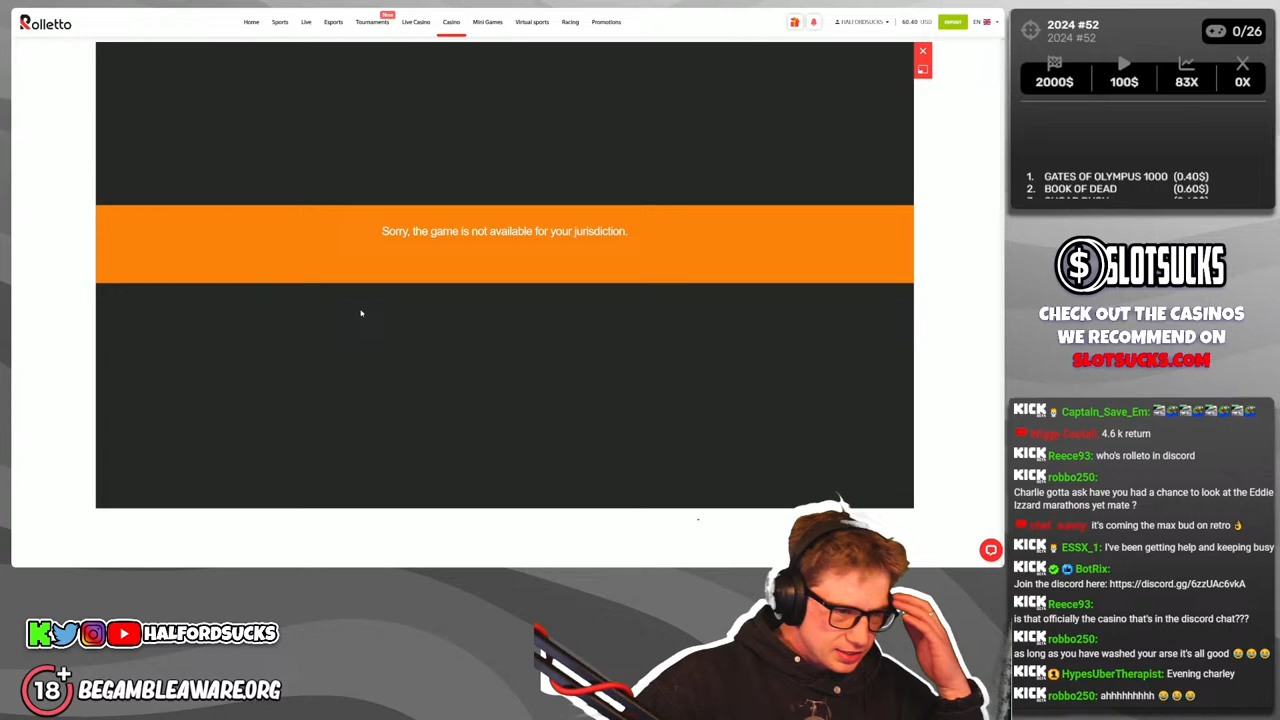 Rolletto
Home Sports Live Esports Tournaments New Live Casino Casino Mini Games Virtual sports Racing Promotions
HALFORDSUCKS 60.40 USD DEPOSIT EN
Sorry, the game is not available for your jurisdiction.
2024 #52
2024 #52
0/26
2000$ 100$ 83X 0X
1. GATES OF OLYMPUS 1000 (0.40$)
2. BOOK OF DEAD (0.60$)
$ SLOTSUCKS
CHECK OUT THE CASINOS
WE RECOMMEND ON
SLOTSUCKS.COM
KICK Captain_Save_Em:
4.6 k return
KICK Reece93: who's rolleto in discord
KICK robbo250:
Charlie gotta ask have you had a chance to look at the Eddie
Izzard marathons yet mate ?
it's coming the max bud on retro
KICK ESSX_1: I've been getting help and keeping busy
KICK BotRix:
Join the discord here: https://discord.gg/6zzUAc6vkA
KICK Reece93:
is that officially the casino that's in the discord chat???
KICK robbo250:
as long as you have washed your arse it's all good
KICK HypesUberTherapist: Evening charley
KICK robbo250: ahhhhhhhhh
K HALFORDSUCKS
18+ BEGAMBLEAWARE.ORG